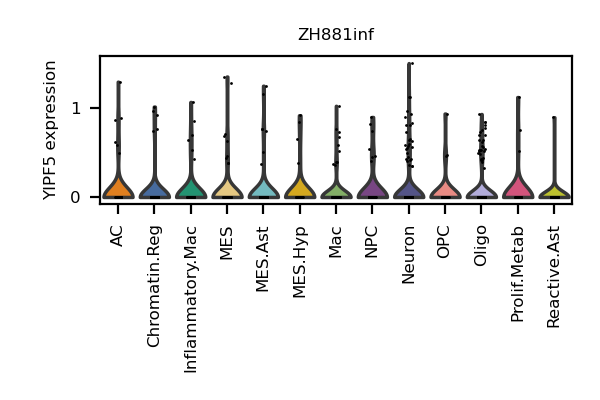 ZH881inf
YIPF5 expression
1
0
AC
Chromatin.Reg
Inflammatory.Mac
MES
MES.Ast
MES.Hyp
Mac
NPC
Neuron
OPC
Oligo
Prolif.Metab
Reactive.Ast